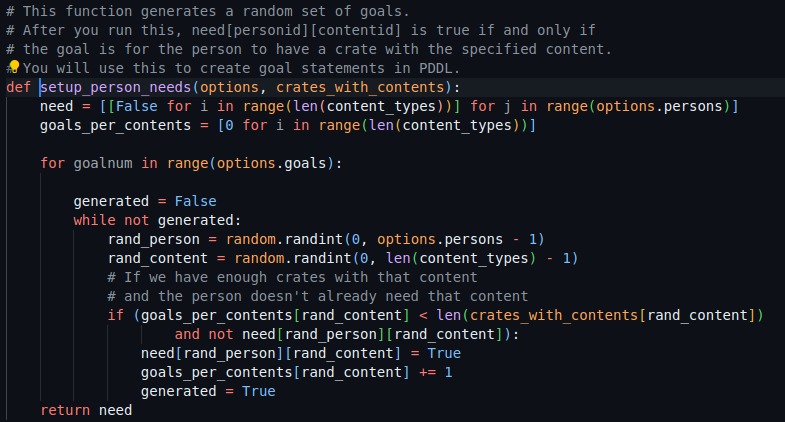 # This function generates a random set of goals.
# After you run this, need[personid][contentid] is true if and only if
# the goal is for the person to have a crate with the specified content.
# You will use this to create goal statements in PDDL.
def setup_person_needs(options, crates_with_contents):
    need = [[False for i in range(len(content_types))] for j in range(options.persons)]
    goals_per_contents = [0 for i in range(len(content_types))]

    for goalnum in range(options.goals):

        generated = False
        while not generated:
            rand_person = random.randint(0, options.persons - 1)
            rand_content = random.randint(0, len(content_types) - 1)
            # If we have enough crates with that content
            # and the person doesn't already need that content
            if (goals_per_contents[rand_content] < len(crates_with_contents[rand_content])
                    and not need[rand_person][rand_content]):
                need[rand_person][rand_content] = True
                goals_per_contents[rand_content] += 1
                generated = True
    return need